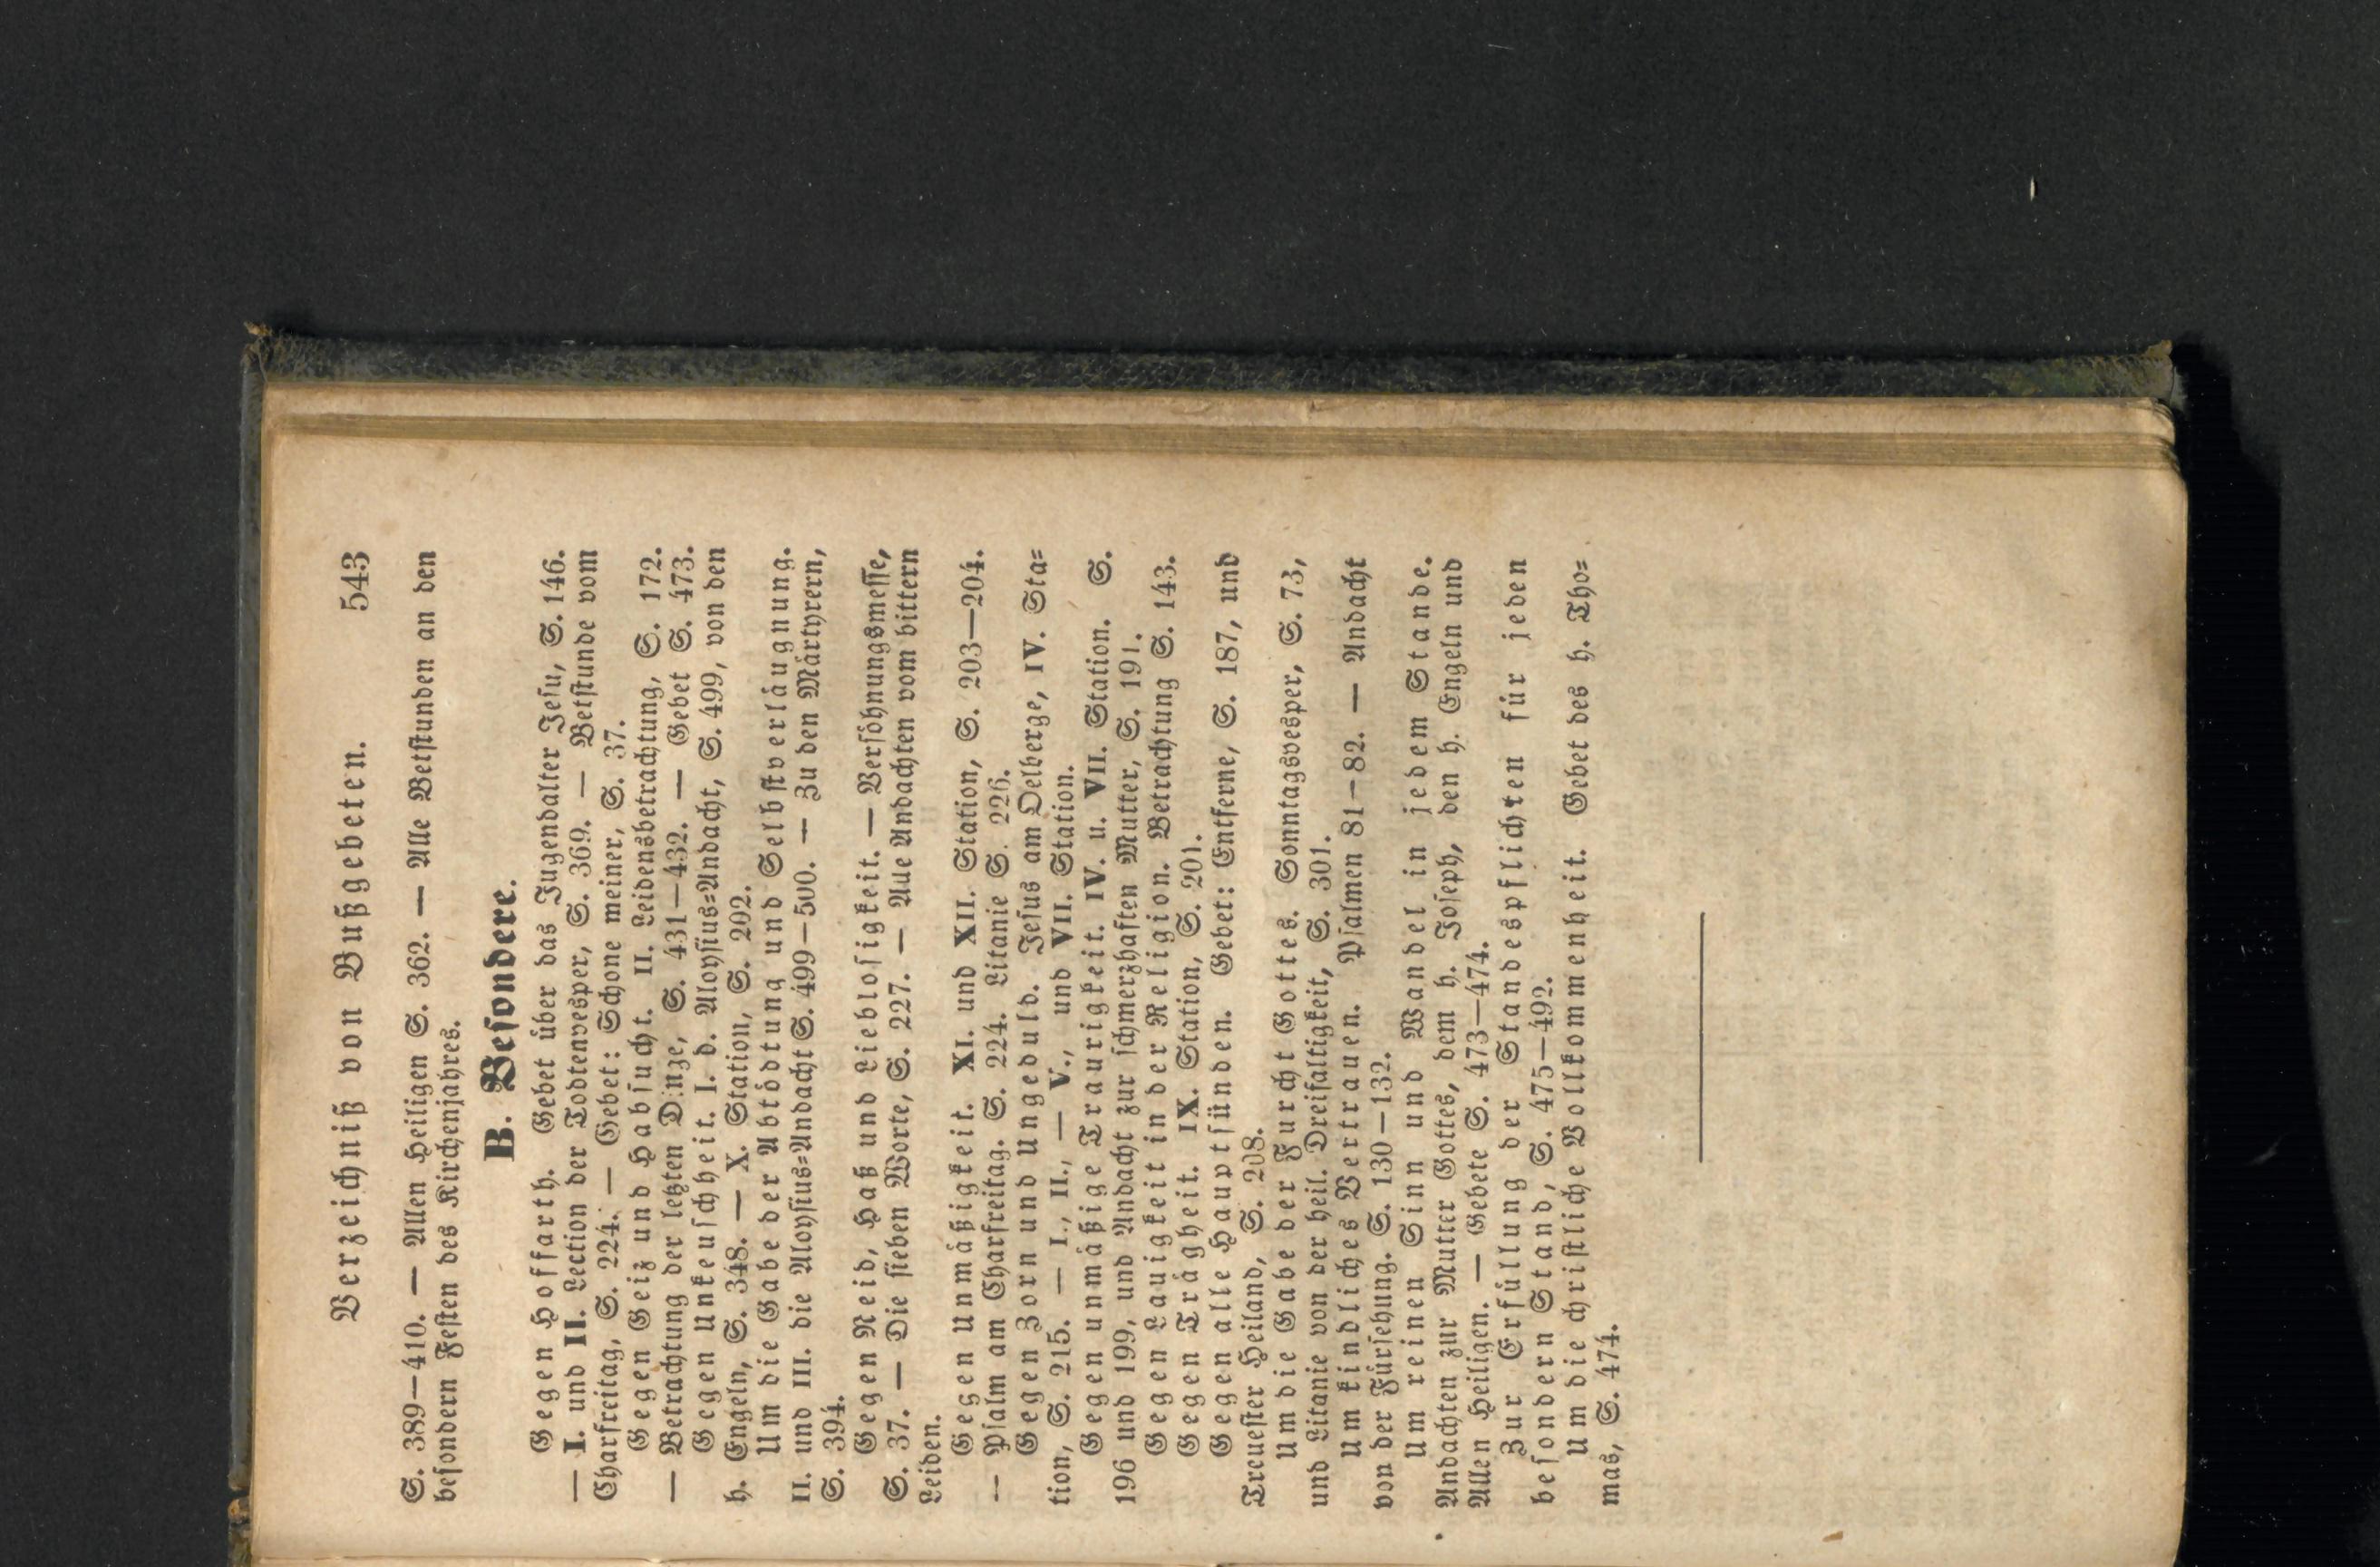 Verzeichniß von Bußgebeten. 543
S. 389—410. — Allen Heiligen S. 362. — Alle Betstunden an den
besondern Festen des Kirchenjahres.
B. Besondere.
Gegen Hoffarth. Gebet über das Jugendalter Jesu, S. 146.
— I. und II. Lection der Todtenvesper, S. 369. — Betstunde vom
Charfreitag, S. 224. — Gebet: Schone meiner, S. 37.
Gegen Geiz und Habsucht. II. Leidensbetrachtung, S. 172.
— Betrachtung der letzten Dinge, S. 431—432. — Gebet S. 473.
Gegen Unkeuschheit. I. d. Aloysius=Andacht, S. 499, von den
h. Engeln, S. 348. — X. Station, S. 202.
Um die Gabe der Abtödtung und Selbstverläugnung.
II. und III. die Aloysius=Andacht S. 499—500. — Zu den Märtyrern,
S. 394.
Gegen Neid, Haß und Lieblosigkeit. — Versöhnungsmesse,
S. 37. — Die sieben Worte, S. 227. — Alle Andachten vom bittern
Leiden.
Gegen Unmäßigkeit. XI. und XII. Station, S. 203—204.
— Psalm am Charfreitag. S. 224. Litanie S. 226.
Gegen Zorn und Ungeduld. Jesus am Oelberge, IV. Sta=
tion, S. 215. — I., II., — V., und VII. Station.
Gegen unmäßige Traurigkeit. IV. u. VII. Station. S.
196 und 199, und Andacht zur schmerzhaften Mutter, S. 191.
Gegen Lauigkeit in der Religion. Betrachtung S. 143.
Gegen Trägheit. IX. Station, S. 201.
Gegen alle Hauptsünden. Gebet: Entferne, S. 187, und
Treuester Heiland, S. 208.
Um die Gabe der Furcht Gottes. Sonntagsvesper, S. 73,
und Litanie von der heil. Dreifaltigkeit, S. 301.
Um kindliches Vertrauen. Psalmen 81—82. — Andacht
von der Fürsehung. S. 130—132.
Um reinen Sinn und Wandel in jedem Stande.
Andachten zur Mutter Gottes, dem h. Joseph, den h. Engeln und
Allen Heiligen. — Gebete S. 473—474.
Zur Erfüllung der Standespflichten für jeden
besondern Stand, S. 475—492.
Um die christliche Vollkommenheit. Gebet des h. Tho=
mas, S. 474.